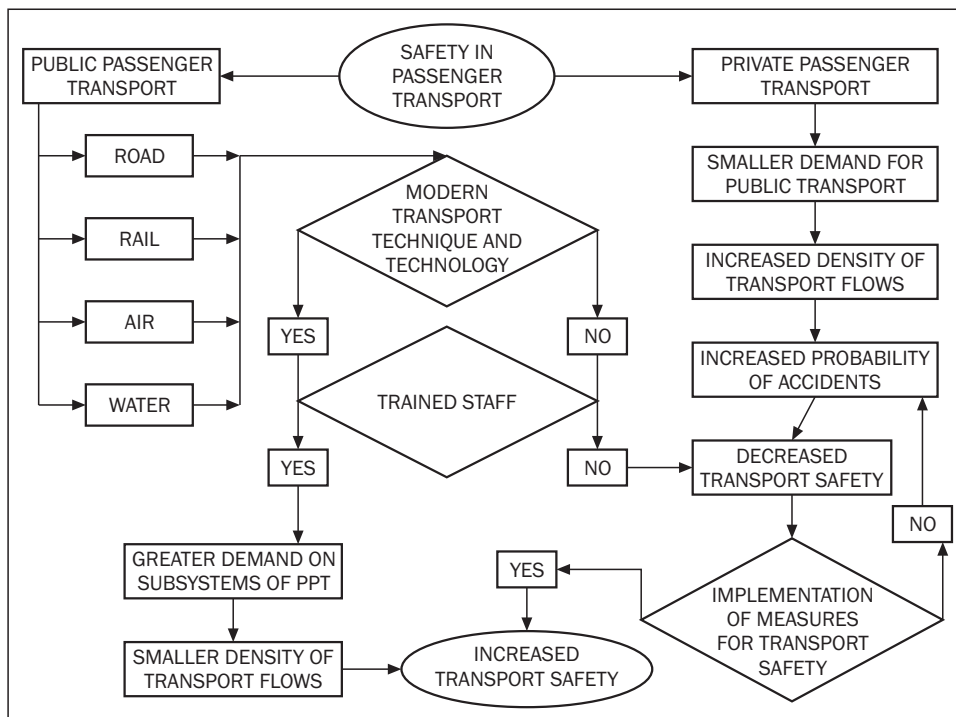 SAFETY IN
PASSENGER
TRANSPORT
PUBLIC PASSENGER
TRANSPORT
PRIVATE PASSENGER
TRANSPORT
ROAD
RAIL
AIR
WATER
MODERN
TRANSPORT
TECHNIQUE AND
TECHNOLOGY
SMALLER DEMAND FOR
PUBLIC TRANSPORT
INCREASED DENSITY OF
TRANSPORT FLOWS
YES
NO
INCREASED PROBABILITY
OF ACCIDENTS
TRAINED STAFF
YES
NO
DECREASED
TRANSPORT SAFETY
NO
GREATER DEMAND ON
SUBSYSTEMS OF PPT
YES
IMPLEMENTATION
OF MEASURES
FOR TRANSPORT
SAFETY
SMALLER DENSITY OF
TRANSPORT FLOWS
INCREASED
TRANSPORT SAFETY